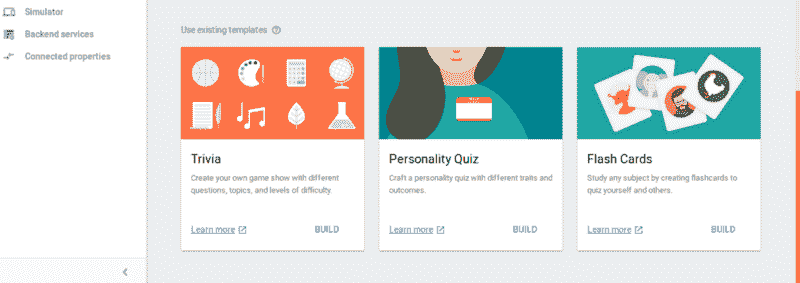 Simulator
Backend services
Connected properties
Use existing templates
Trivia
Create your own game show with different
questions, topics, and levels of difficulty.
Learn more
BUILD
Personality Quiz
Craft a personality quiz with different traits and
outcomes.
Learn more
BUILD
Flash Cards
Study any subject by creating flashcards to
quiz yourself and others.
Learn more
BUILD